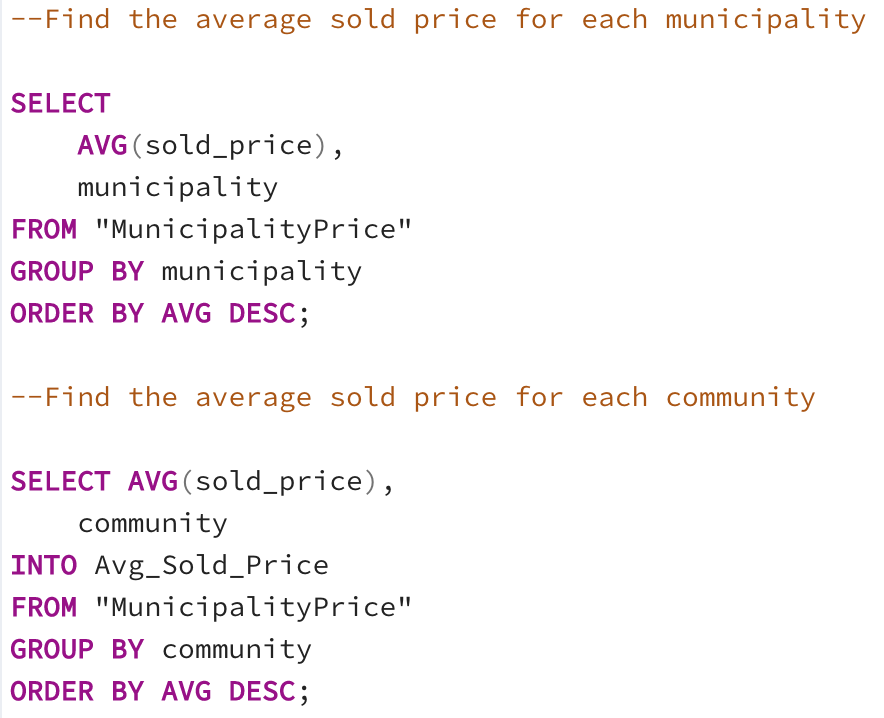 --Find the average sold price for each municipality
SELECT
AVG(sold_price),
municipality
FROM "MunicipalityPrice"
GROUP BY municipality
ORDER BY AVG DESC;
--Find the average sold price for each community
SELECT AVG(sold_price),
community
INTO Avg_Sold_Price
FROM "MunicipalityPrice"
GROUP BY community
ORDER BY AVG DESC;